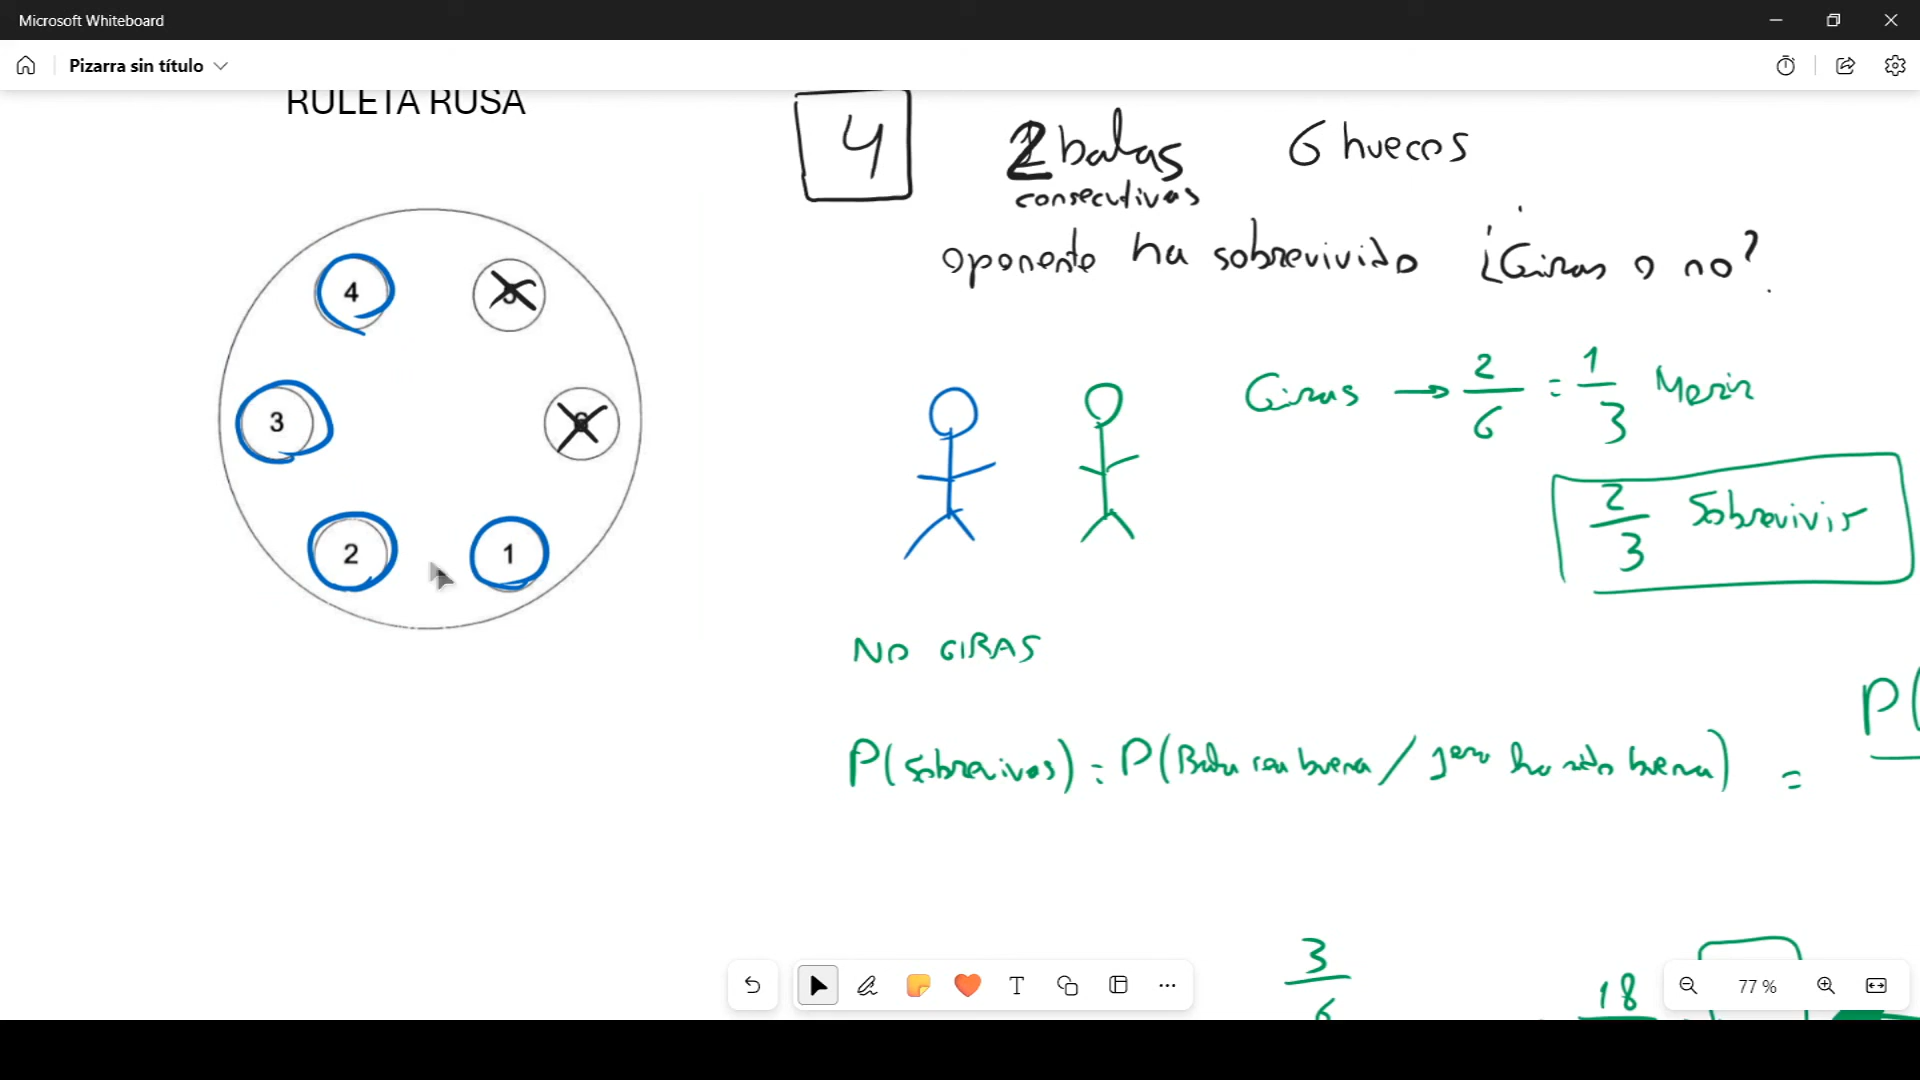 Microsoft Whiteboard
Pizarra sin título
RULETA RUSA
4
2 balas
6 huecos
consecutivas
oponente ha sobrevivido ¿Giras o no?
4
3
2
1
Giras → 2/6 = 1/3 Morir
2/3 Sobrevivir
NO GIRAS
P(
P(sobrevivas) = P(Bala sea buena / 1era ha sido buena) =
3
6
18
77 %